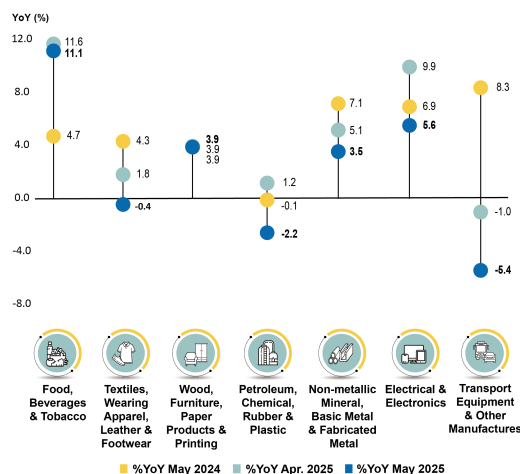 YoY (%)
12.0
8.0
4.0
0.0
-4.0
-8.0
11.6
11.1
4.7
4.3
1.8
-0.4
3.9
3.9
3.9
1.2
-0.1
-2.2
7.1
5.1
3.5
9.9
6.9
5.6
8.3
-1.0
-5.4
Food,
Beverages
& Tobacco
Textiles,
Wearing
Apparel,
Leather &
Footwear
Wood,
Furniture,
Paper
Products &
Printing
Petroleum,
Chemical,
Rubber &
Plastic
Non-metallic
Mineral,
Basic Metal
& Fabricated
Metal
Electrical &
Electronics
Transport
Equipment
& Other
Manufactures
%YoY May 2024
%YoY Apr. 2025
%YoY May 2025